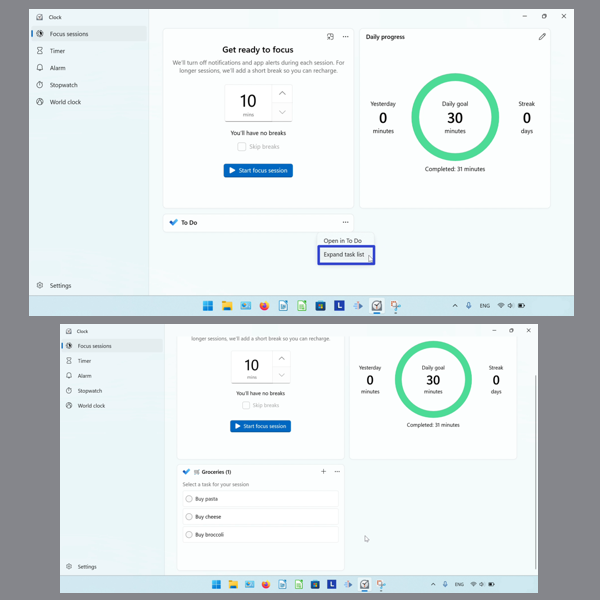 Clock
Focus sessions
Timer
Alarm
Stopwatch
World clock
Settings
Get ready to focus
We'll turn off notifications and app alerts during each session. For
longer sessions, we'll add a short break so you can recharge.
10
mins
You'll have no breaks
Skip breaks
Start focus session
Daily progress
Yesterday
0
minutes
Daily goal
30
minutes
Streak
0
days
Completed: 31 minutes
To Do
Open in To Do
Expand task list
L
ENG
Clock
Focus sessions
Timer
Alarm
Stopwatch
World clock
Settings
longer sessions, we'll add a short break so you can recharge.
10
mins
You'll have no breaks
Skip breaks
Start focus session
Yesterday
0
minutes
Daily goal
30
minutes
Streak
0
days
Completed: 31 minutes
Groceries (1)
Select a task for your session
Buy pasta
Buy cheese
Buy broccoli
L
ENG